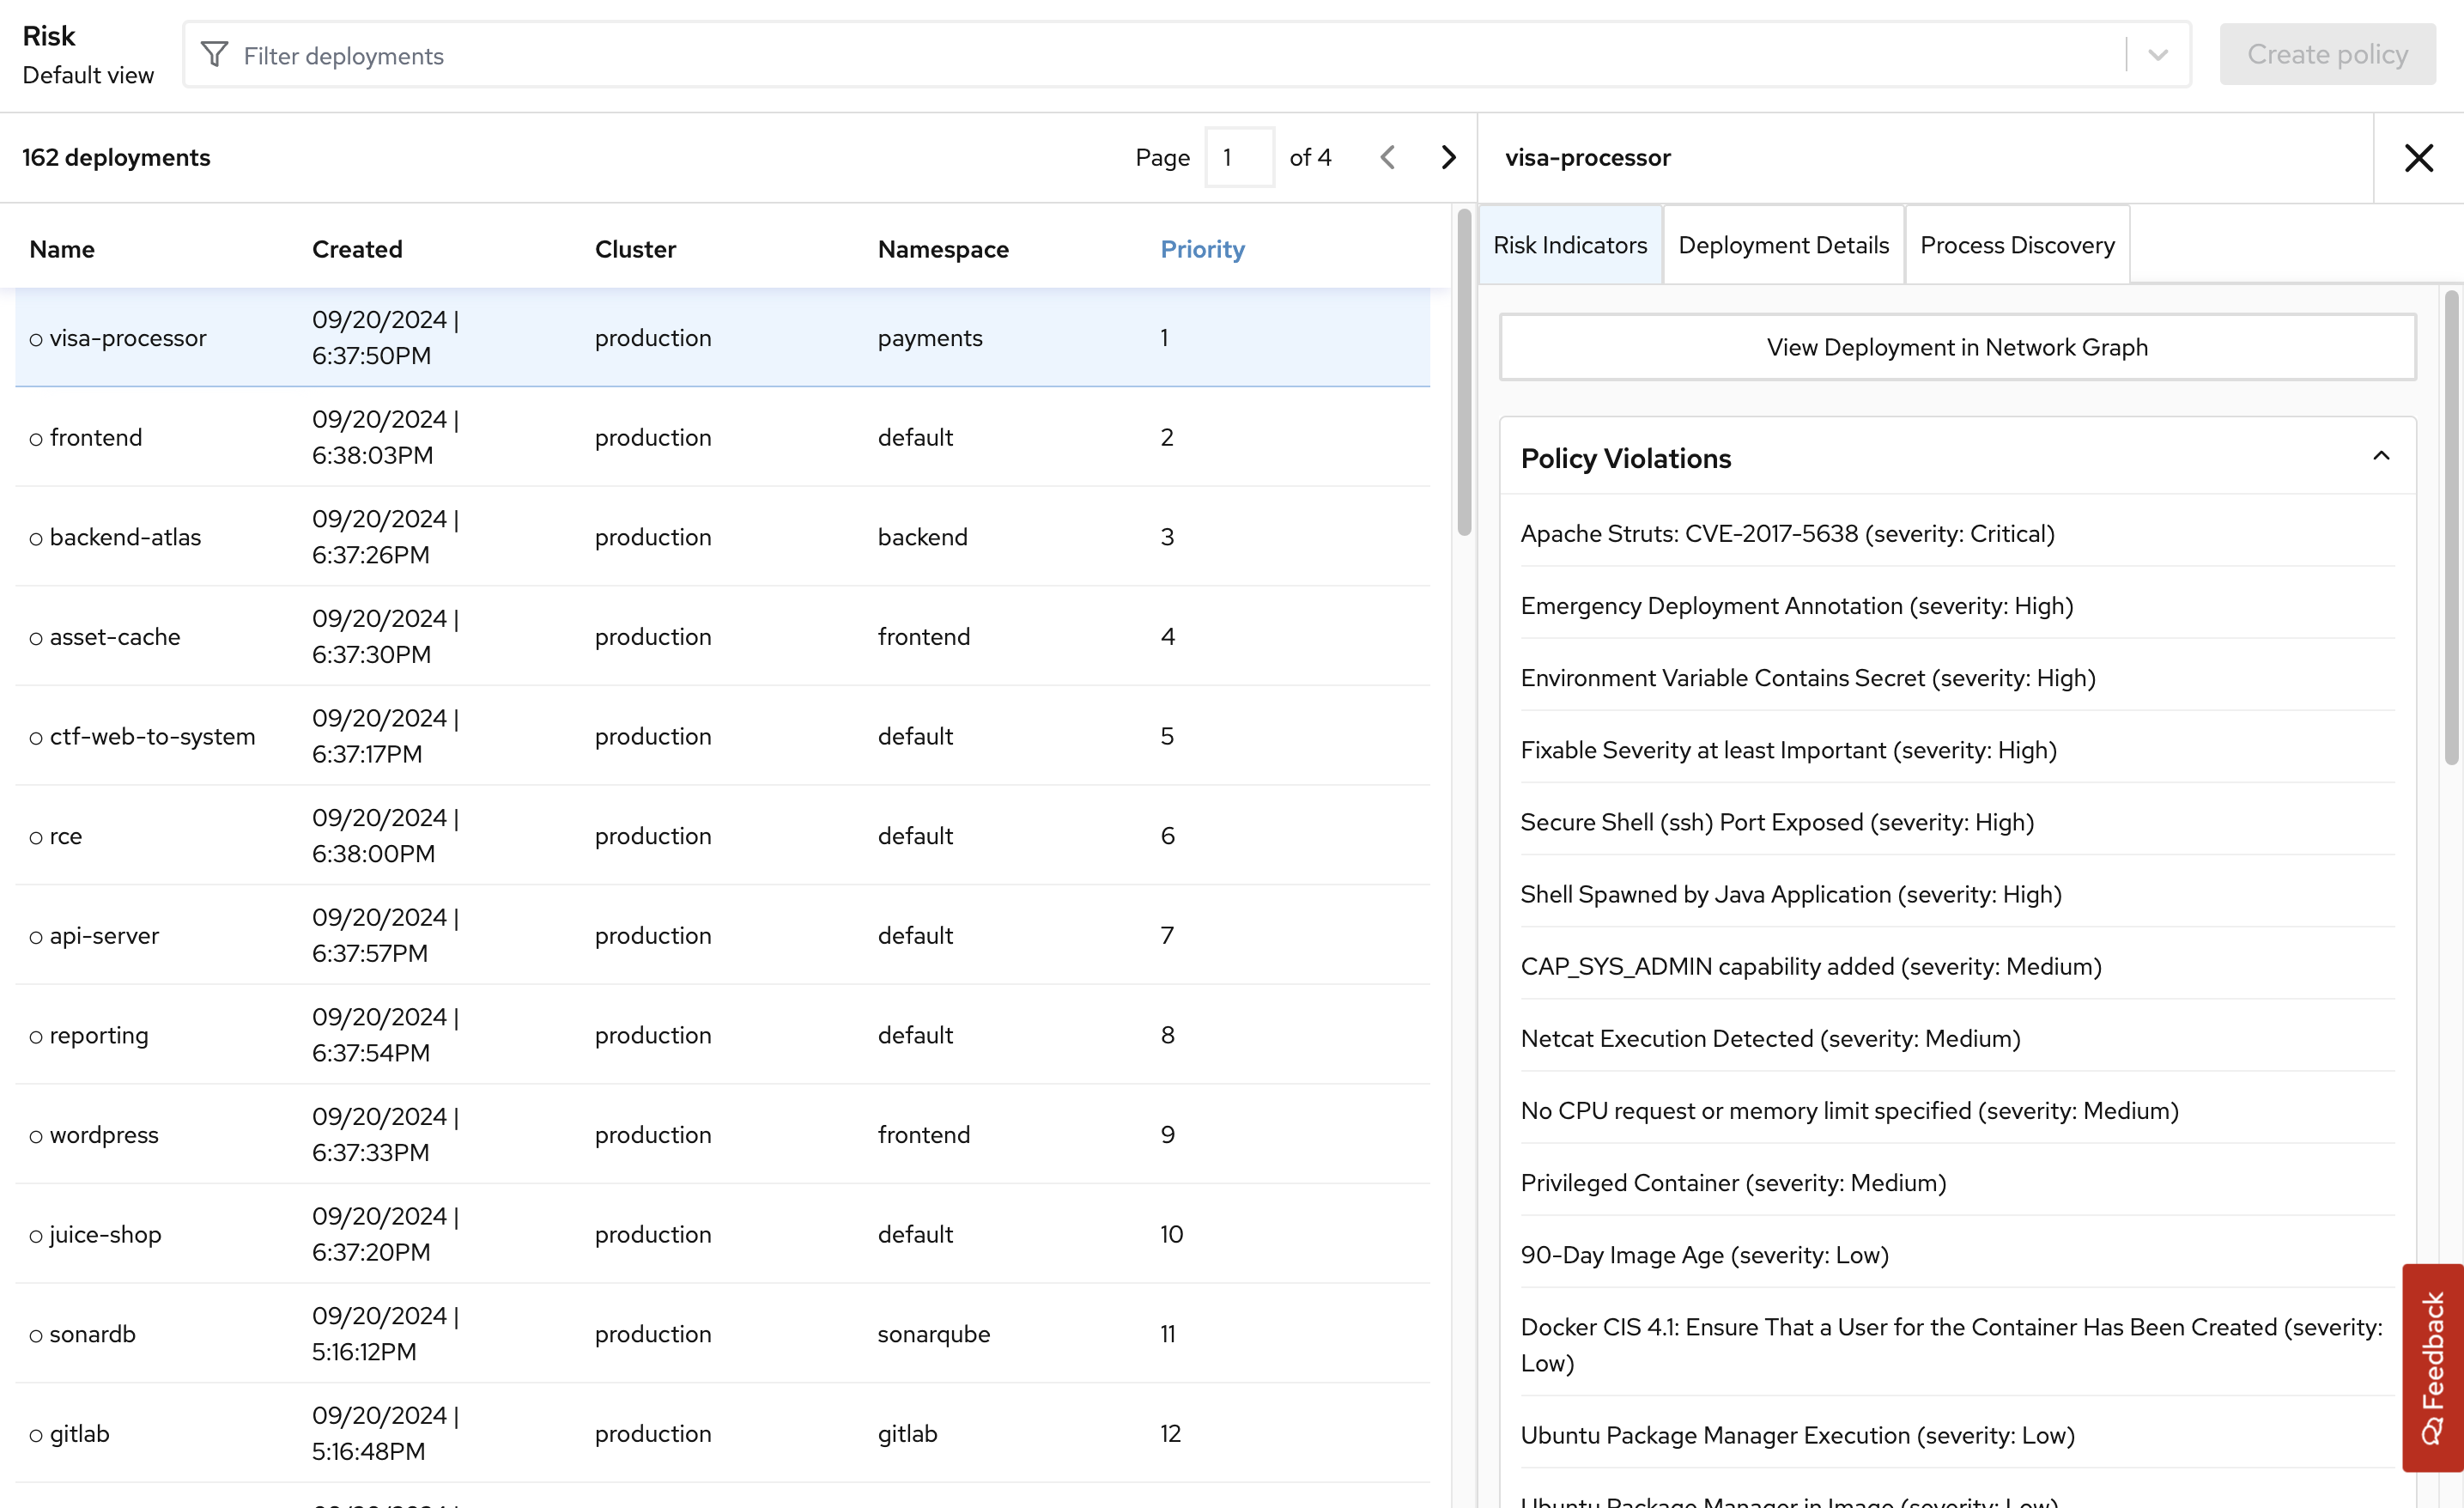 Risk
Default view
Filter deployments
Create policy
162 deployments
Page 1 of 4
visa-processor
Risk Indicators
Deployment Details
Process Discovery
Name Created Cluster Namespace Priority
visa-processor 09/20/2024 | 6:37:50PM production payments 1
frontend 09/20/2024 | 6:38:03PM production default 2
backend-atlas 09/20/2024 | 6:37:26PM production backend 3
asset-cache 09/20/2024 | 6:37:30PM production frontend 4
ctf-web-to-system 09/20/2024 | 6:37:17PM production default 5
rce 09/20/2024 | 6:38:00PM production default 6
api-server 09/20/2024 | 6:37:57PM production default 7
reporting 09/20/2024 | 6:37:54PM production default 8
wordpress 09/20/2024 | 6:37:33PM production frontend 9
juice-shop 09/20/2024 | 6:37:20PM production default 10
sonardb 09/20/2024 | 5:16:12PM production sonarqube 11
gitlab 09/20/2024 | 5:16:48PM production gitlab 12
View Deployment in Network Graph
Policy Violations
Apache Struts: CVE-2017-5638 (severity: Critical)
Emergency Deployment Annotation (severity: High)
Environment Variable Contains Secret (severity: High)
Fixable Severity at least Important (severity: High)
Secure Shell (ssh) Port Exposed (severity: High)
Shell Spawned by Java Application (severity: High)
CAP_SYS_ADMIN capability added (severity: Medium)
Netcat Execution Detected (severity: Medium)
No CPU request or memory limit specified (severity: Medium)
Privileged Container (severity: Medium)
90-Day Image Age (severity: Low)
Docker CIS 4.1: Ensure That a User for the Container Has Been Created (severity:
Low)
Ubuntu Package Manager Execution (severity: Low)
Ubuntu Package Manager in Image (severity: Low)
Feedback